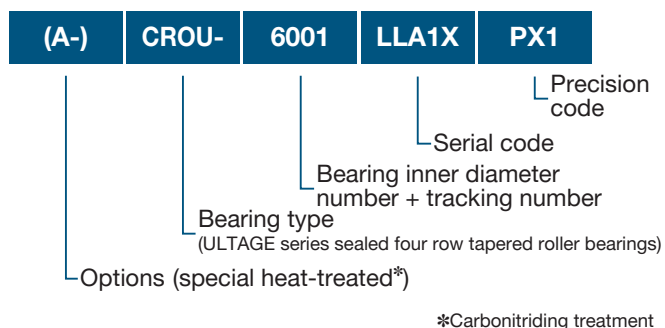 (A-) CROU- 6001 LLA1X PX1
Precision
code
Serial code
Bearing inner diameter
number + tracking number
Bearing type
(ULTAGE series sealed four row tapered roller bearings)
Options (special heat-treated✻)
✻Carbonitriding treatment